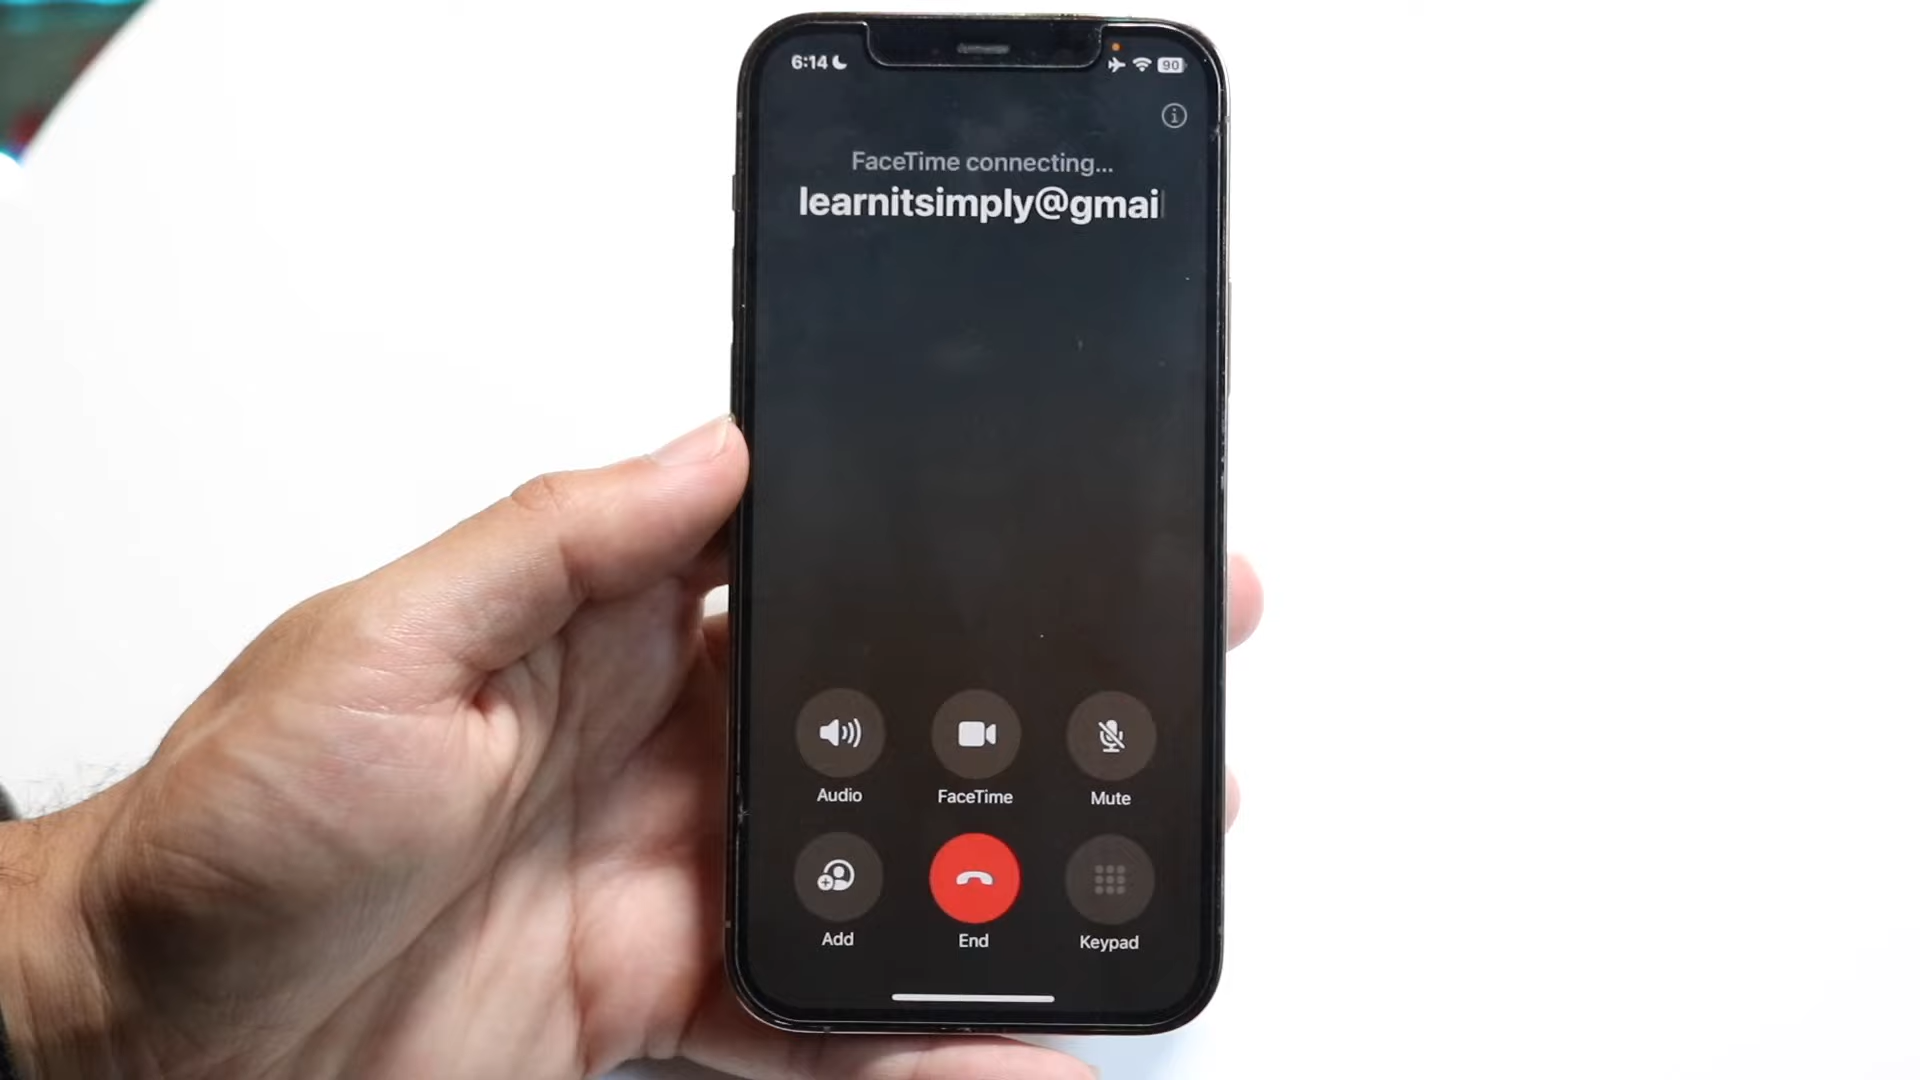 6:14
90
FaceTime connecting...
learnitsimply@gmai
Audio
FaceTime
Mute
Add
End
Keypad